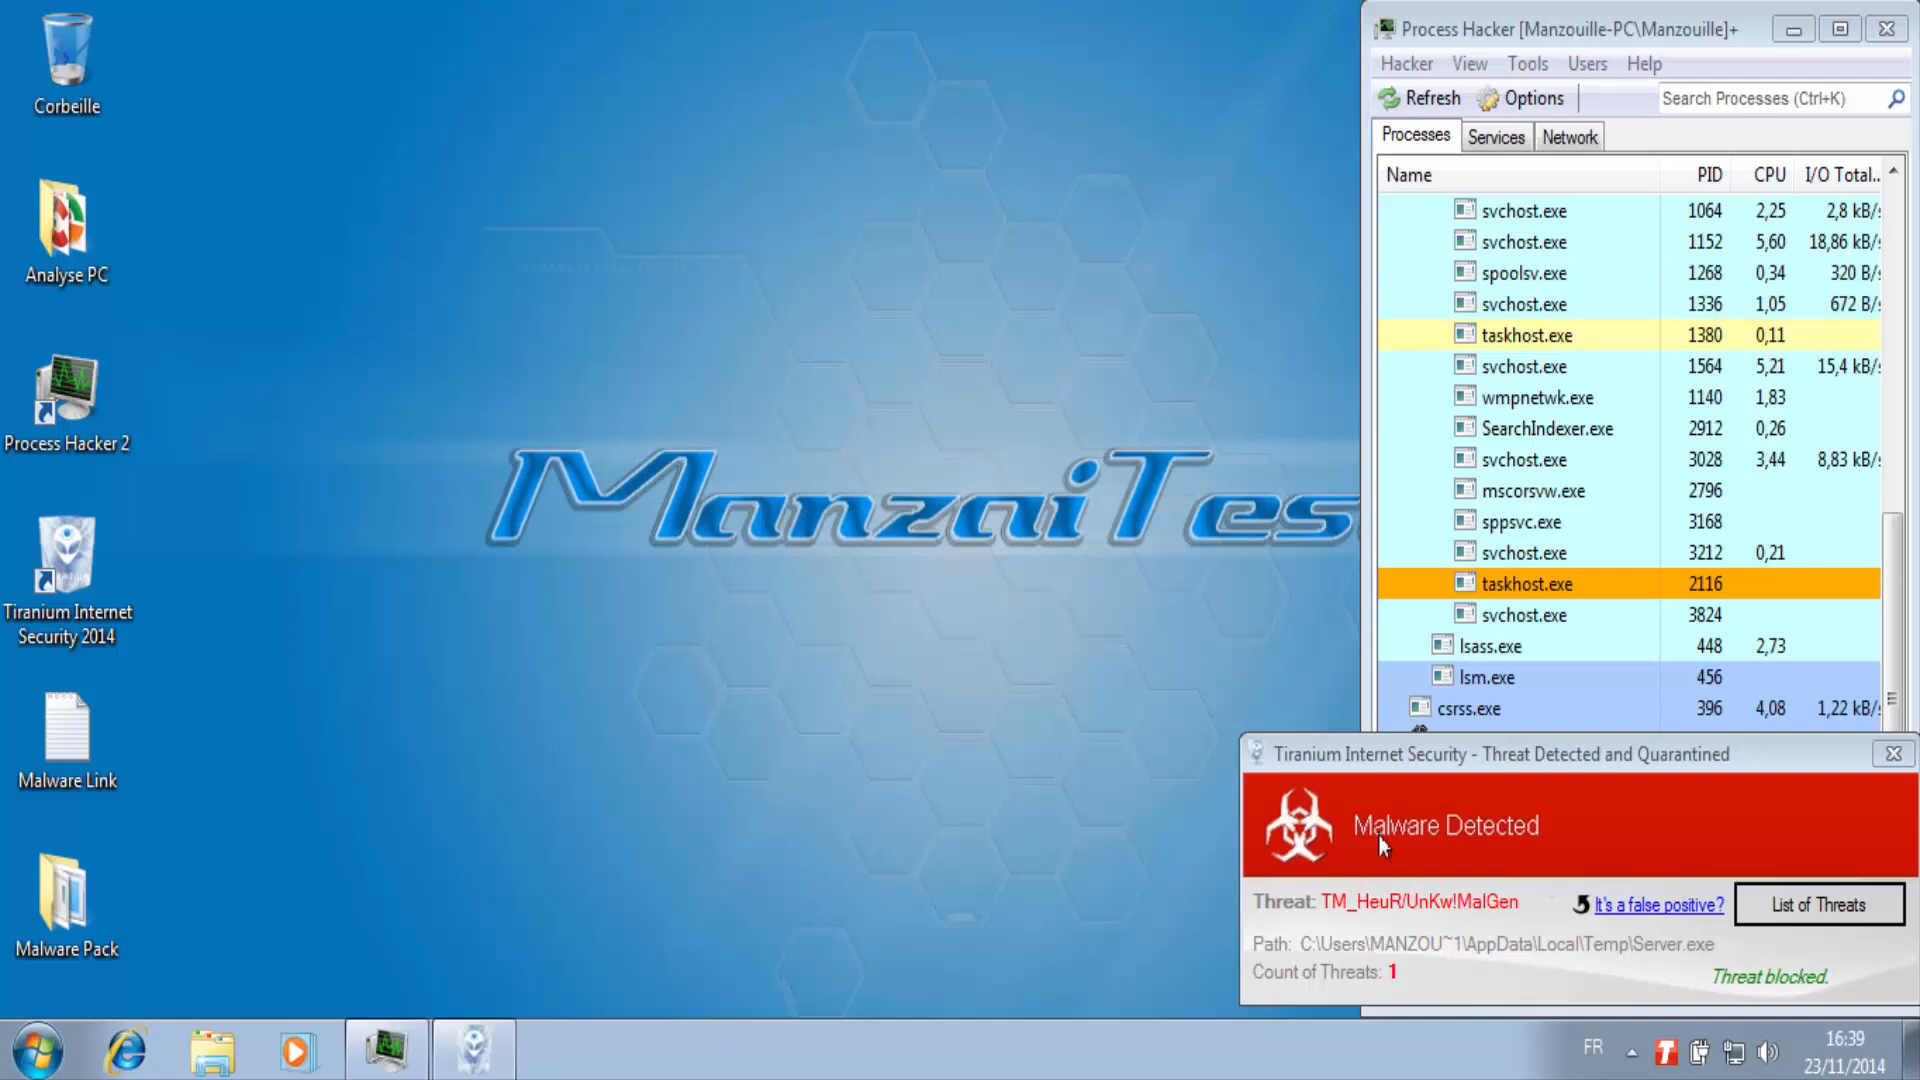 Corbeille
Analyse PC
Process Hacker 2
Tiranium Internet
Security 2014
Malware Link
Malware Pack
ManzaiTes
Process Hacker [Manzouille-PC\Manzouille]+
Hacker View Tools Users Help
Refresh Options Search Processes (Ctrl+K)
Processes Services Network
Name PID CPU I/O Total...
svchost.exe 1064 2,25 2,8 kB/s
svchost.exe 1152 5,60 18,86 kB/s
spoolsv.exe 1268 0,34 320 B/s
svchost.exe 1336 1,05 672 B/s
taskhost.exe 1380 0,11
svchost.exe 1564 5,21 15,4 kB/s
wmpnetwk.exe 1140 1,83
SearchIndexer.exe 2912 0,26
svchost.exe 3028 3,44 8,83 kB/s
mscorsvw.exe 2796
sppsvc.exe 3168
svchost.exe 3212 0,21
taskhost.exe 2116
svchost.exe 3824
lsass.exe 448 2,73
lsm.exe 456
csrss.exe 396 4,08 1,22 kB/s
Tiranium Internet Security - Threat Detected and Quarantined
Malware Detected
Threat: TM_HeuR/UnKw!MalGen It's a false positive? List of Threats
Path: C:\Users\MANZOU~1\AppData\Local\Temp\Server.exe
Count of Threats: 1
Threat blocked.
FR
16:39
23/11/2014